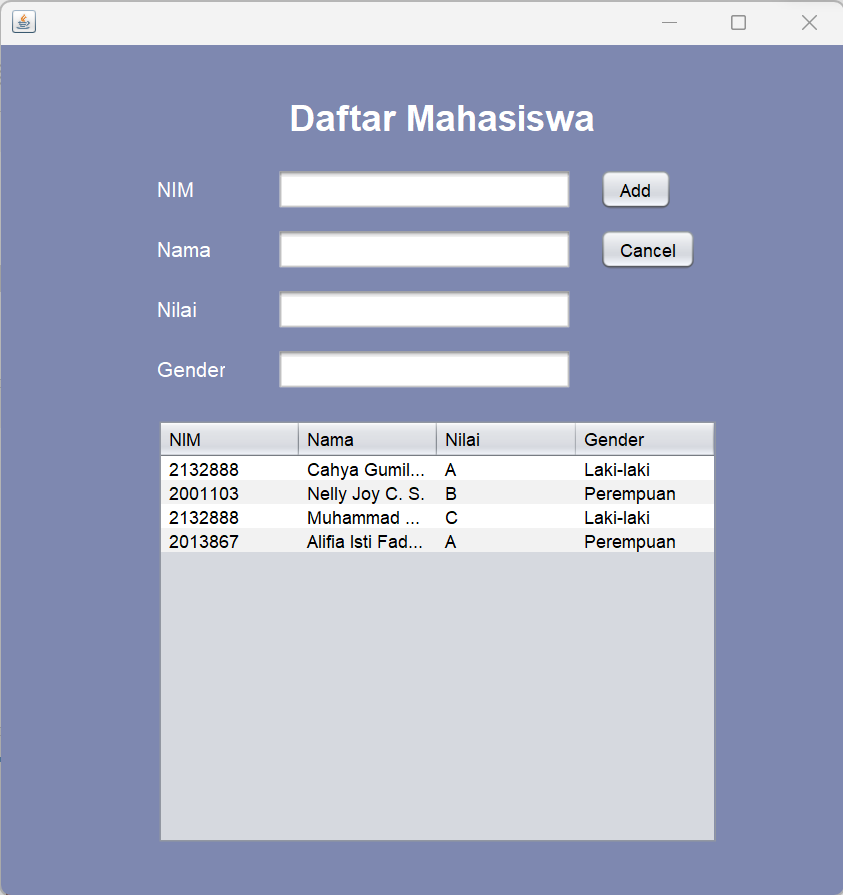 Daftar Mahasiswa
NIM Add
Nama Cancel
Nilai
Gender
NIM Nama Nilai Gender
2132888 Cahya Gumil... A Laki-laki
2001103 Nelly Joy C. S. B Perempuan
2132888 Muhammad ... C Laki-laki
2013867 Alifia Isti Fad... A Perempuan